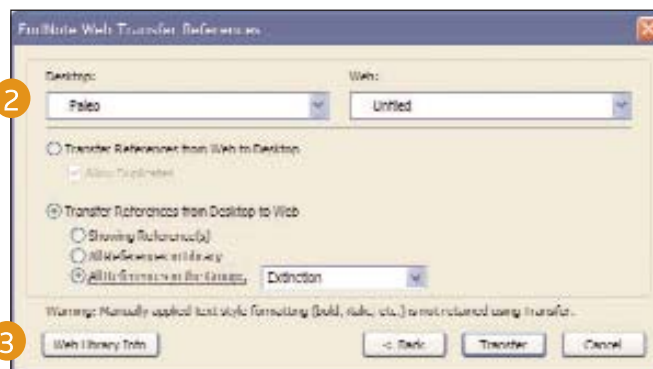 EndNote Web Transfer References
Desktop: Web:
2 Paleo Unfiled
Transfer References from Web to Desktop
Allow Duplicates
Transfer References from Desktop to Web
Showing Reference(s)
All References in Library
All References in the Group: Extinction
Warning: Manually applied text style formatting (bold, italic, etc.) is not retained using Transfer.
3 Web Library Info < Back Transfer Cancel